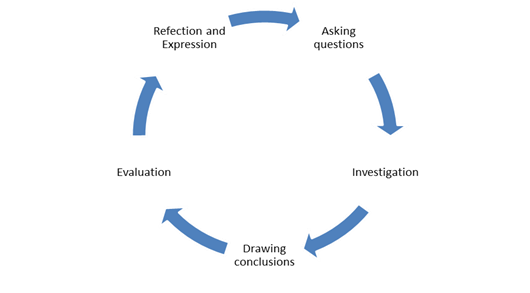 Refection and
Expression
Asking
questions
Evaluation
Investigation
Drawing
conclusions